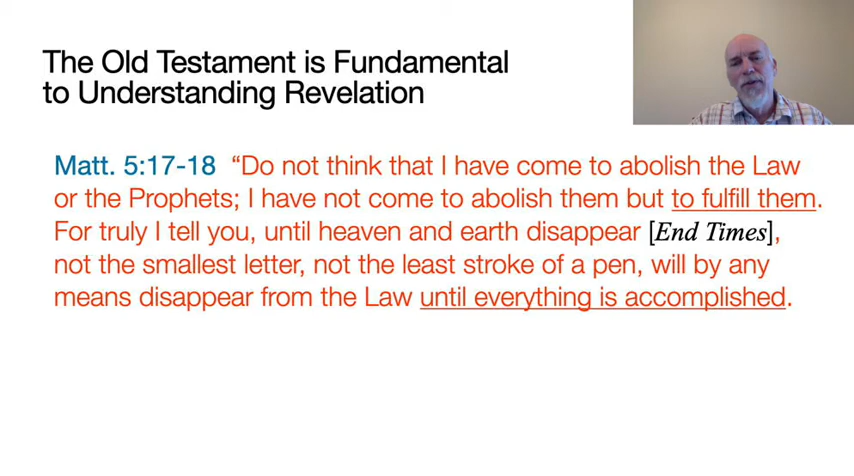 The Old Testament is Fundamental
to Understanding Revelation
Matt. 5:17-18 “Do not think that I have come to abolish the Law
or the Prophets; I have not come to abolish them but to fulfill them.
For truly I tell you, until heaven and earth disappear [End Times],
not the smallest letter, not the least stroke of a pen, will by any
means disappear from the Law until everything is accomplished.